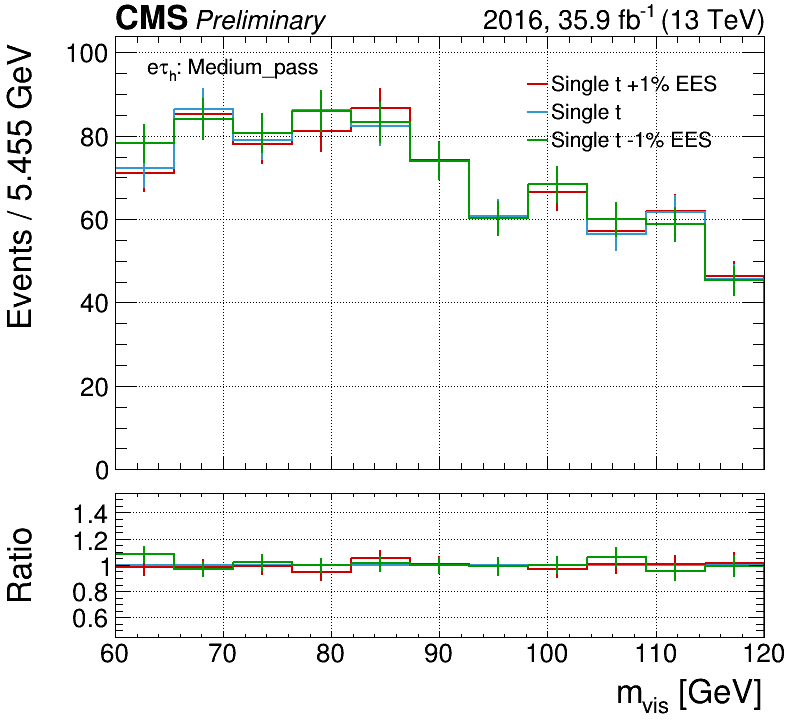 CMS Preliminary 2016, 35.9 fb⁻¹ (13 TeV)
eτₕ: Medium_pass
Single t +1% EES
Single t
Single t -1% EES
Events / 5.455 GeV
100
80
60
40
20
0
Ratio
1.4
1.2
1
0.8
0.6
60 70 80 90 100 110 120
m_vis [GeV]